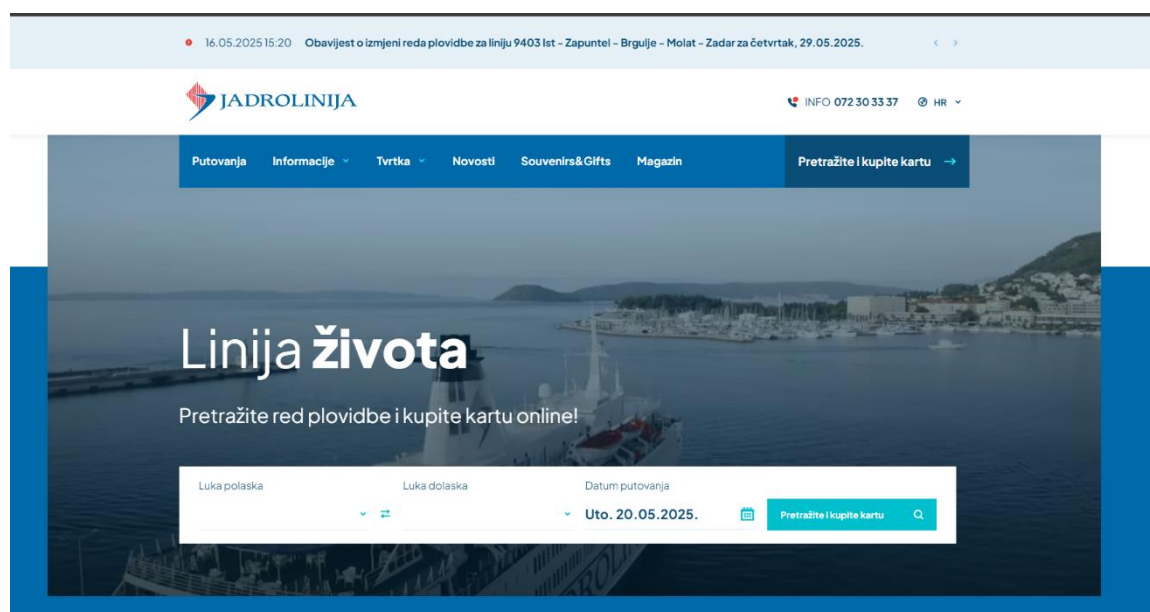 16.05.2025 15:20 Obavijest o izmjeni reda plovidbe za liniju 9403 Ist - Zapuntel - Brgulje - Molat - Zadar za četvrtak, 29.05.2025.
JADROLINIJA
INFO 072 30 33 37 HR
Putovanja Informacije Tvrtka Novosti Souvenirs&Gifts Magazin Pretražite i kupite kartu
Linija života
Pretražite red plovidbe i kupite kartu online!
Luka polaska Luka dolaska Datum putovanja
Uto. 20.05.2025. Pretražite i kupite kartu